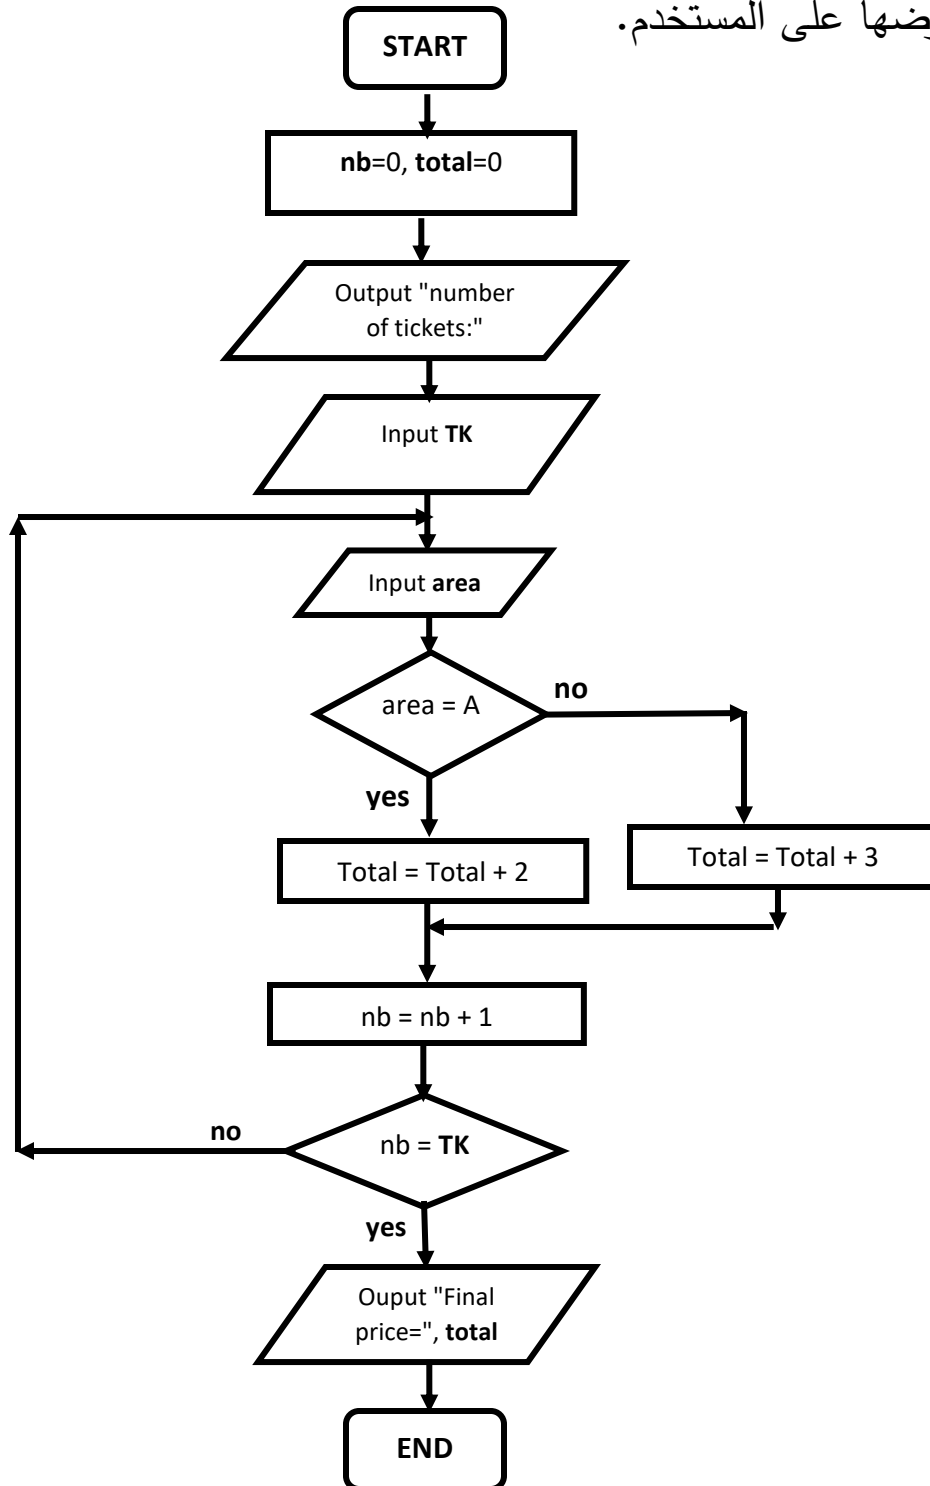 على المستخدم.
START
nb=0, total=0
Output "number
of tickets:"
Input TK
Input area
area = A
no
yes
Total = Total + 2
Total = Total + 3
nb = nb + 1
nb = TK
no
yes
Ouput "Final
price=", total
END